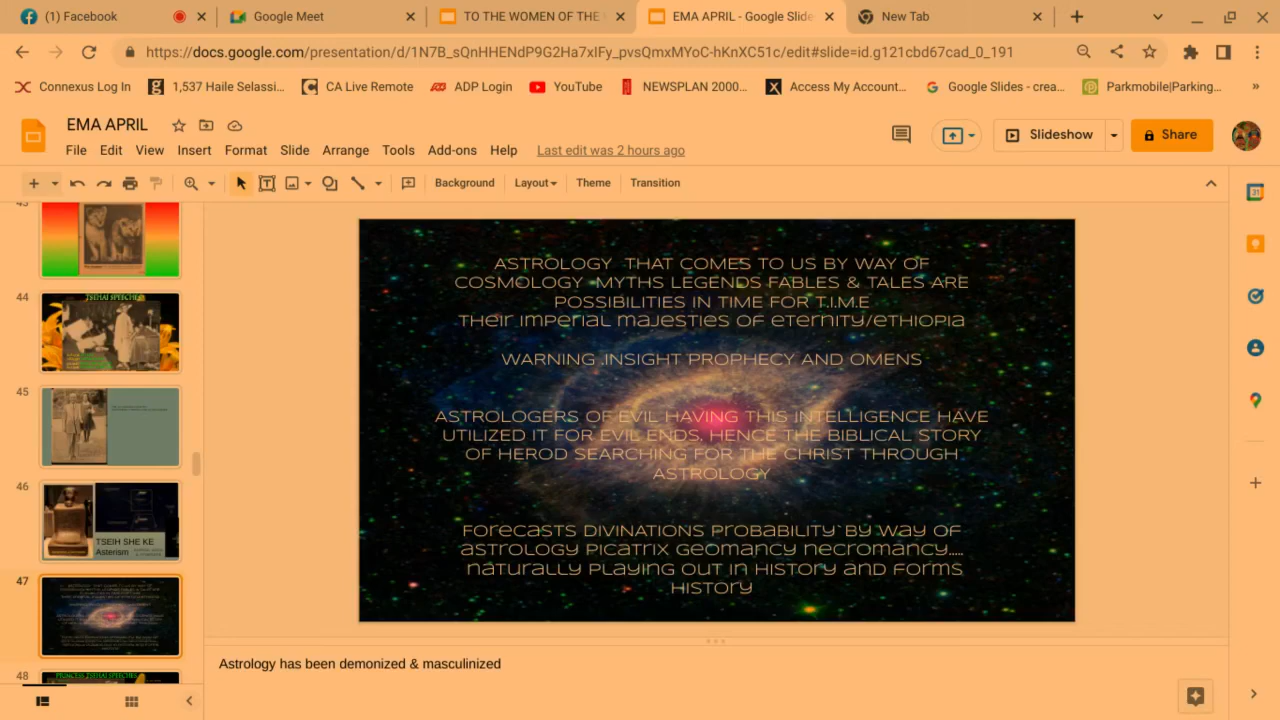 (1) Facebook
Google Meet
TO THE WOMEN OF THE
EMA APRIL - Google Slide
New Tab
https://docs.google.com/presentation/d/1N7B_sQnHHENdP9G2Ha7xIFy_pvsQmxMYoC-hKnXC51c/edit#slide=id.g121cbd67cad_0_191
Connexus Log In
1,537 Haile Selassi...
CA Live Remote
ADP Login
YouTube
NEWSPLAN 2000...
Access My Account...
Google Slides - crea...
Parkmobile|Parking...
»
EMA APRIL
File Edit View Insert Format Slide Arrange Tools Add-ons Help Last edit was 2 hours ago
Slideshow
Share
Background Layout Theme Transition
43
44
TSEHAI SPEECHES
45
46
TSEIH SHE KE
Asterism
47
48
PRINCESS TSEHAI SPEECHES
ASTROLOGY THAT COMES TO US BY WAY OF
COSMOLOGY MYTHS LEGENDS FABLES & TALES ARE
POSSIBILITIES IN TIME FOR T.I.M.E
THeir IMPerIaL MaJesTIes OF eTernITY/eTHIOPIa
WARNING .INSIGHT PROPHECY AND OMENS
ASTROLOGERS OF EVIL HAVING THIS INTELLIGENCE HAVE
UTILIZED IT FOR EVIL ENDS. HENCE THE BIBLICAL STORY
OF HEROD SEARCHING FOR THE CHRIST THROUGH
ASTROLOGY
Forecasts Divinations Probability`by way of
astrology Picatrix Geomancy necromancy.....
naturally playing out in History and Forms
History
Astrology has been demonized & masculinized
31